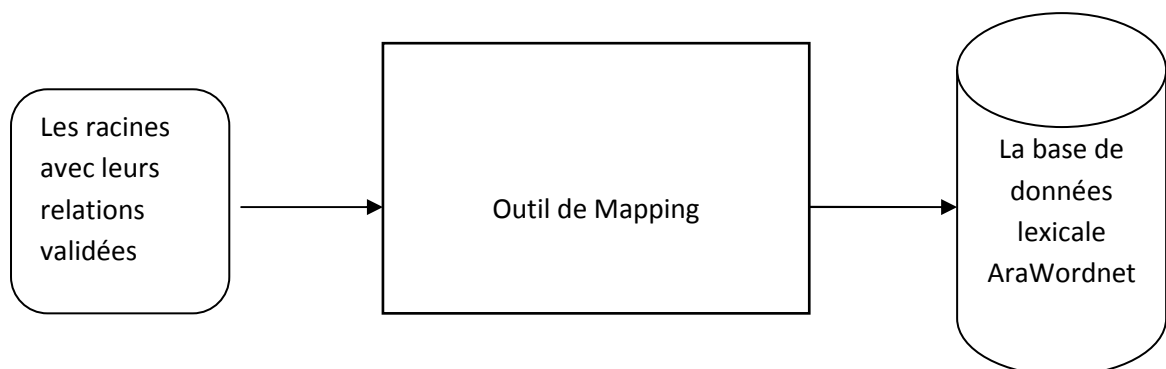 Les racines
avec leurs
relations
validées
Outil de Mapping
La base de
données
lexicale
AraWordnet